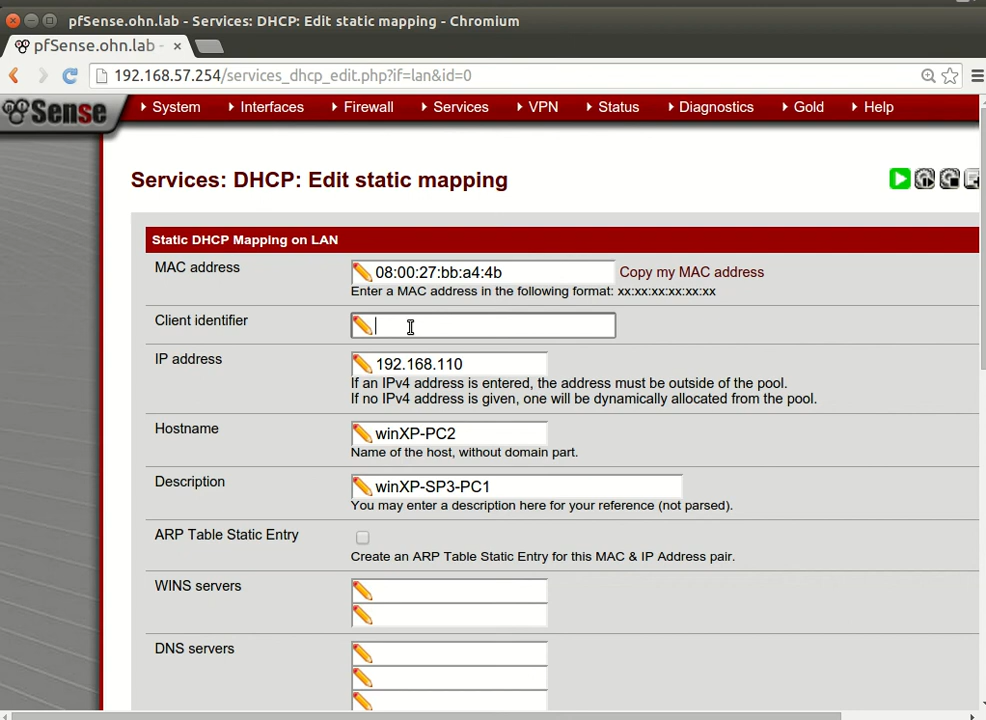 pfSense.ohn.lab - Services: DHCP: Edit static mapping - Chromium
pfSense.ohn.lab -
192.168.57.254/services_dhcp_edit.php?if=lan&id=0
Sense
System Interfaces Firewall Services VPN Status Diagnostics Gold Help
Services: DHCP: Edit static mapping
Static DHCP Mapping on LAN
MAC address
08:00:27:bb:a4:4b Copy my MAC address
Enter a MAC address in the following format: xx:xx:xx:xx:xx:xx
Client identifier
IP address
192.168.110
If an IPv4 address is entered, the address must be outside of the pool.
If no IPv4 address is given, one will be dynamically allocated from the pool.
Hostname
winXP-PC2
Name of the host, without domain part.
Description
winXP-SP3-PC1
You may enter a description here for your reference (not parsed).
ARP Table Static Entry
Create an ARP Table Static Entry for this MAC & IP Address pair.
WINS servers
DNS servers